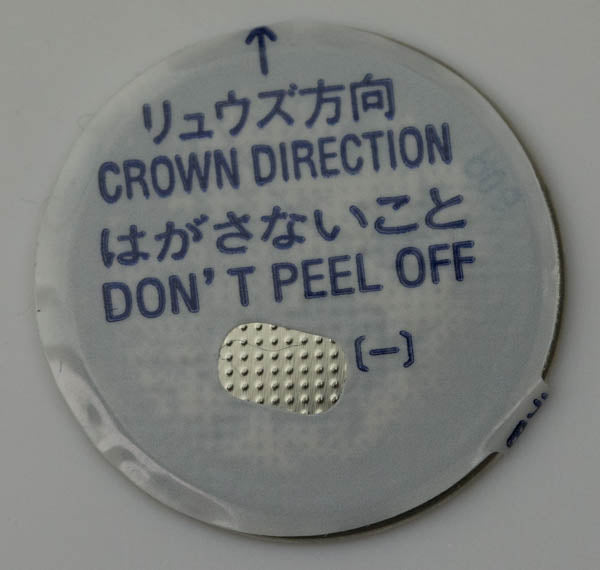 ↑
リュウズ方向
CROWN DIRECTION
はがさないこと
DON'T PEEL OFF
(−)